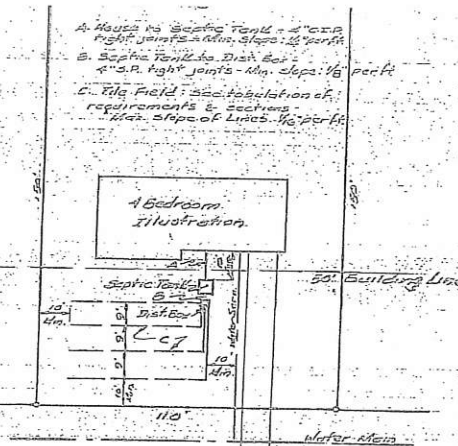 A. House to Septic Tank = 4" C.I.P.
tight joints - Min. Slope: 1/4" per ft.
B. Septic Tank to Dist. Box -
4" S.P. tight joints - Min. slope: 1/8" per ft.
C. Tile Field: See tabulation of
requirements & sections -
Max. slope of Lines 1/16" per ft.
150'
150'
4 Bedroom
Illustration
A
Septic Tank
B
50' Building Line
10'
Min.
9'
Dist. Box
C
9'
10'
Min.
10'
Min.
110'
Water Main